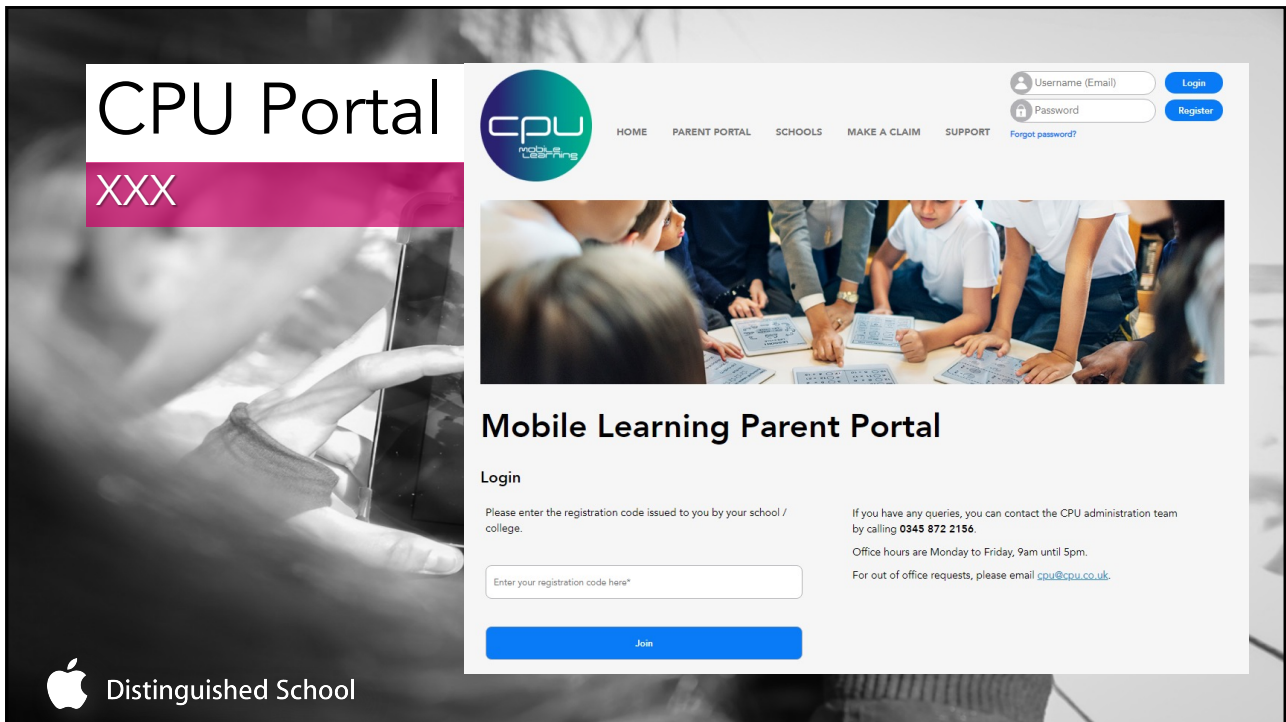 CPU Portal
XXX
cpu
mobile
Learning
HOME PARENT PORTAL SCHOOLS MAKE A CLAIM SUPPORT
Username (Email)
Login
Password
Register
Forgot password?
Mobile Learning Parent Portal
Login
Please enter the registration code issued to you by your school /
college.
Enter your registration code here*
Join
If you have any queries, you can contact the CPU administration team
by calling 0345 872 2156.
Office hours are Monday to Friday, 9am until 5pm.
For out of office requests, please email cpu@cpu.co.uk.
Distinguished School